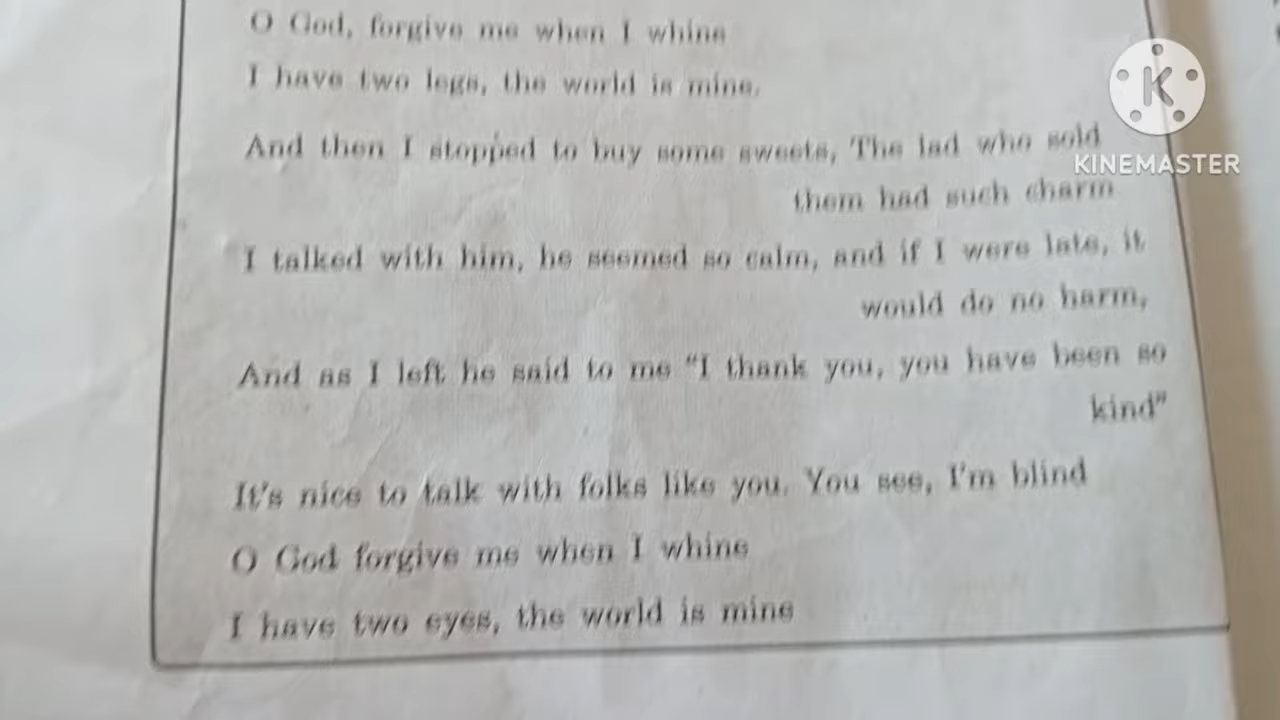 O God, forgive me when I whine
I have two legs, the world is mine.
And then I stopped to buy some sweets, The lad who sold
them had such charm
I talked with him, he seemed so calm, and if I were late, it
would do no harm,
And as I left he said to me “I thank you, you have been so
kind”
It's nice to talk with folks like you. You see, I'm blind
O God forgive me when I whine
I have two eyes, the world is mine
K
KINEMASTER